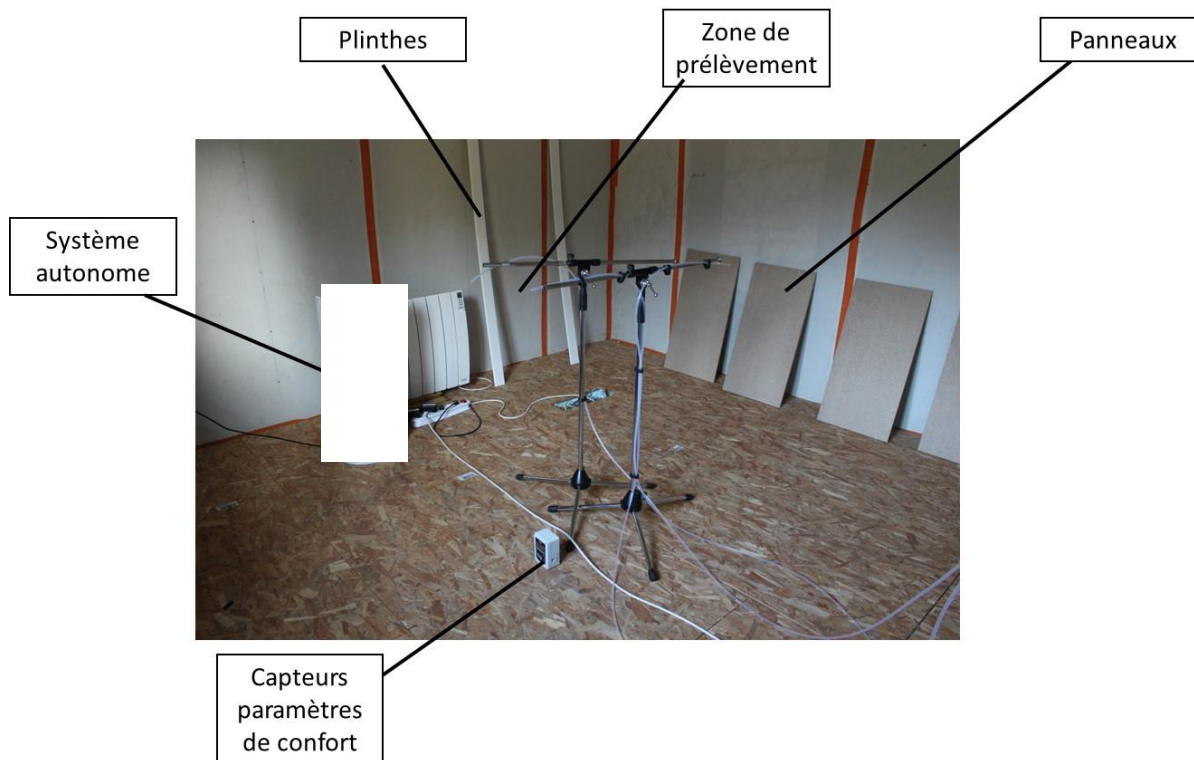 Plinthes
Zone de
prélèvement
Panneaux
Système
autonome
Capteurs
paramètres
de confort